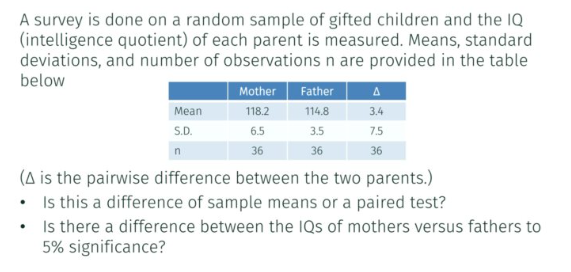 A survey is done on a random sample of gifted children and the IQ
(intelligence quotient) of each parent is measured. Means, standard
deviations, and number of observations n are provided in the table
below
Mother Father Δ
Mean 118.2 114.8 3.4
S.D. 6.5 3.5 7.5
n 36 36 36
(Δ is the pairwise difference between the two parents.)
• Is this a difference of sample means or a paired test?
• Is there a difference between the IQs of mothers versus fathers to
5% significance?